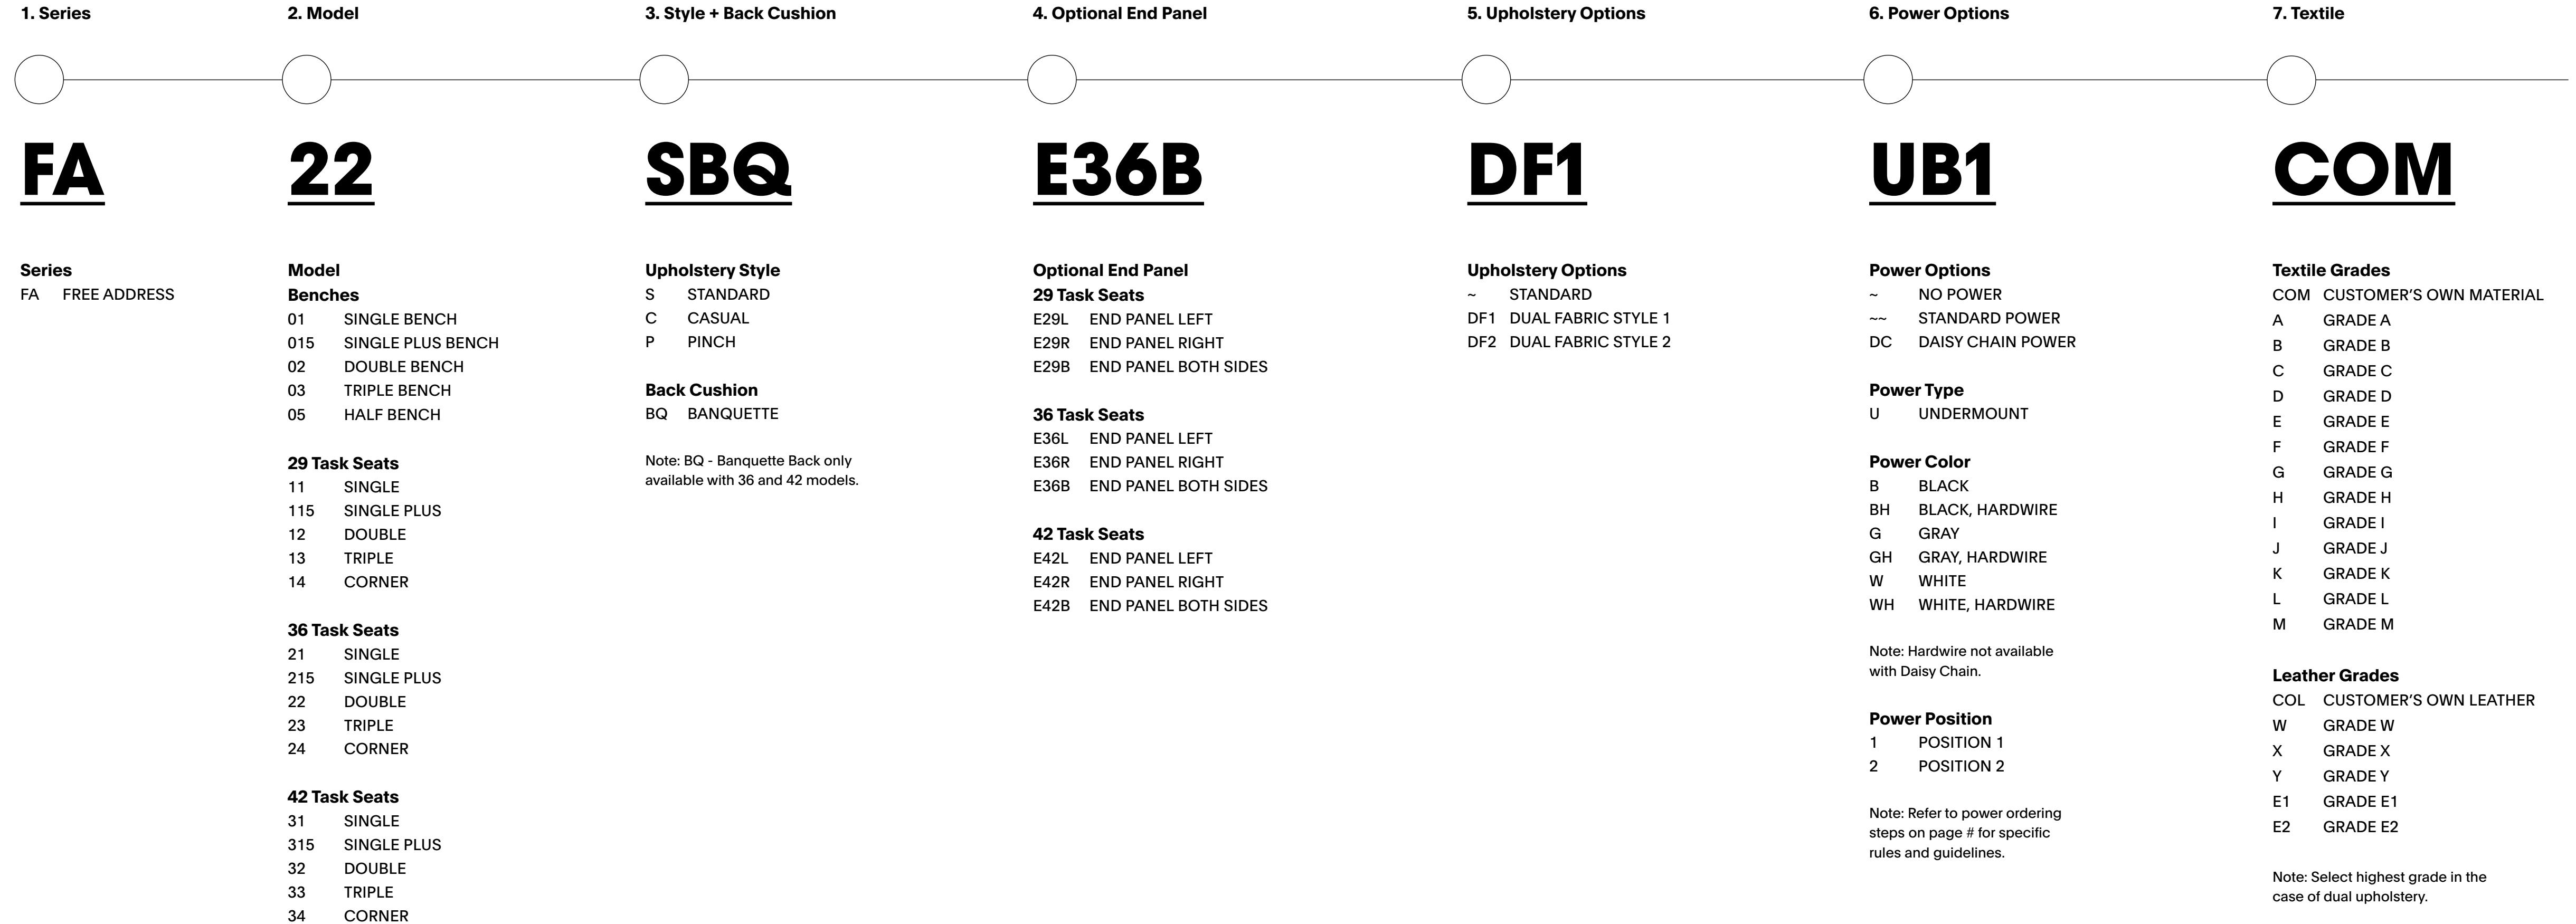 1. Series
2. Model
3. Style + Back Cushion
4. Optional End Panel
5. Upholstery Options
6. Power Options
7. Textile
FA
22
SBQ
E36B
DF1
UB1
COM
Series
FA FREE ADDRESS
Model
Benches
01 SINGLE BENCH
015 SINGLE PLUS BENCH
02 DOUBLE BENCH
03 TRIPLE BENCH
05 HALF BENCH
29 Task Seats
11 SINGLE
115 SINGLE PLUS
12 DOUBLE
13 TRIPLE
14 CORNER
36 Task Seats
21 SINGLE
215 SINGLE PLUS
22 DOUBLE
23 TRIPLE
24 CORNER
42 Task Seats
31 SINGLE
315 SINGLE PLUS
32 DOUBLE
33 TRIPLE
34 CORNER
Upholstery Style
S STANDARD
C CASUAL
P PINCH
Back Cushion
BQ BANQUETTE
Note: BQ - Banquette Back only
available with 36 and 42 models.
Optional End Panel
29 Task Seats
E29L END PANEL LEFT
E29R END PANEL RIGHT
E29B END PANEL BOTH SIDES
36 Task Seats
E36L END PANEL LEFT
E36R END PANEL RIGHT
E36B END PANEL BOTH SIDES
42 Task Seats
E42L END PANEL LEFT
E42R END PANEL RIGHT
E42B END PANEL BOTH SIDES
Upholstery Options
~ STANDARD
DF1 DUAL FABRIC STYLE 1
DF2 DUAL FABRIC STYLE 2
Power Options
~ NO POWER
~~ STANDARD POWER
DC DAISY CHAIN POWER
Power Type
U UNDERMOUNT
Power Color
B BLACK
BH BLACK, HARDWIRE
G GRAY
GH GRAY, HARDWIRE
W WHITE
WH WHITE, HARDWIRE
Note: Hardwire not available
with Daisy Chain.
Power Position
1 POSITION 1
2 POSITION 2
Note: Refer to power ordering
steps on page # for specific
rules and guidelines.
Textile Grades
COM CUSTOMER’S OWN MATERIAL
A GRADE A
B GRADE B
C GRADE C
D GRADE D
E GRADE E
F GRADE F
G GRADE G
H GRADE H
I GRADE I
J GRADE J
K GRADE K
L GRADE L
M GRADE M
Leather Grades
COL CUSTOMER’S OWN LEATHER
W GRADE W
X GRADE X
Y GRADE Y
E1 GRADE E1
E2 GRADE E2
Note: Select highest grade in the
case of dual upholstery.